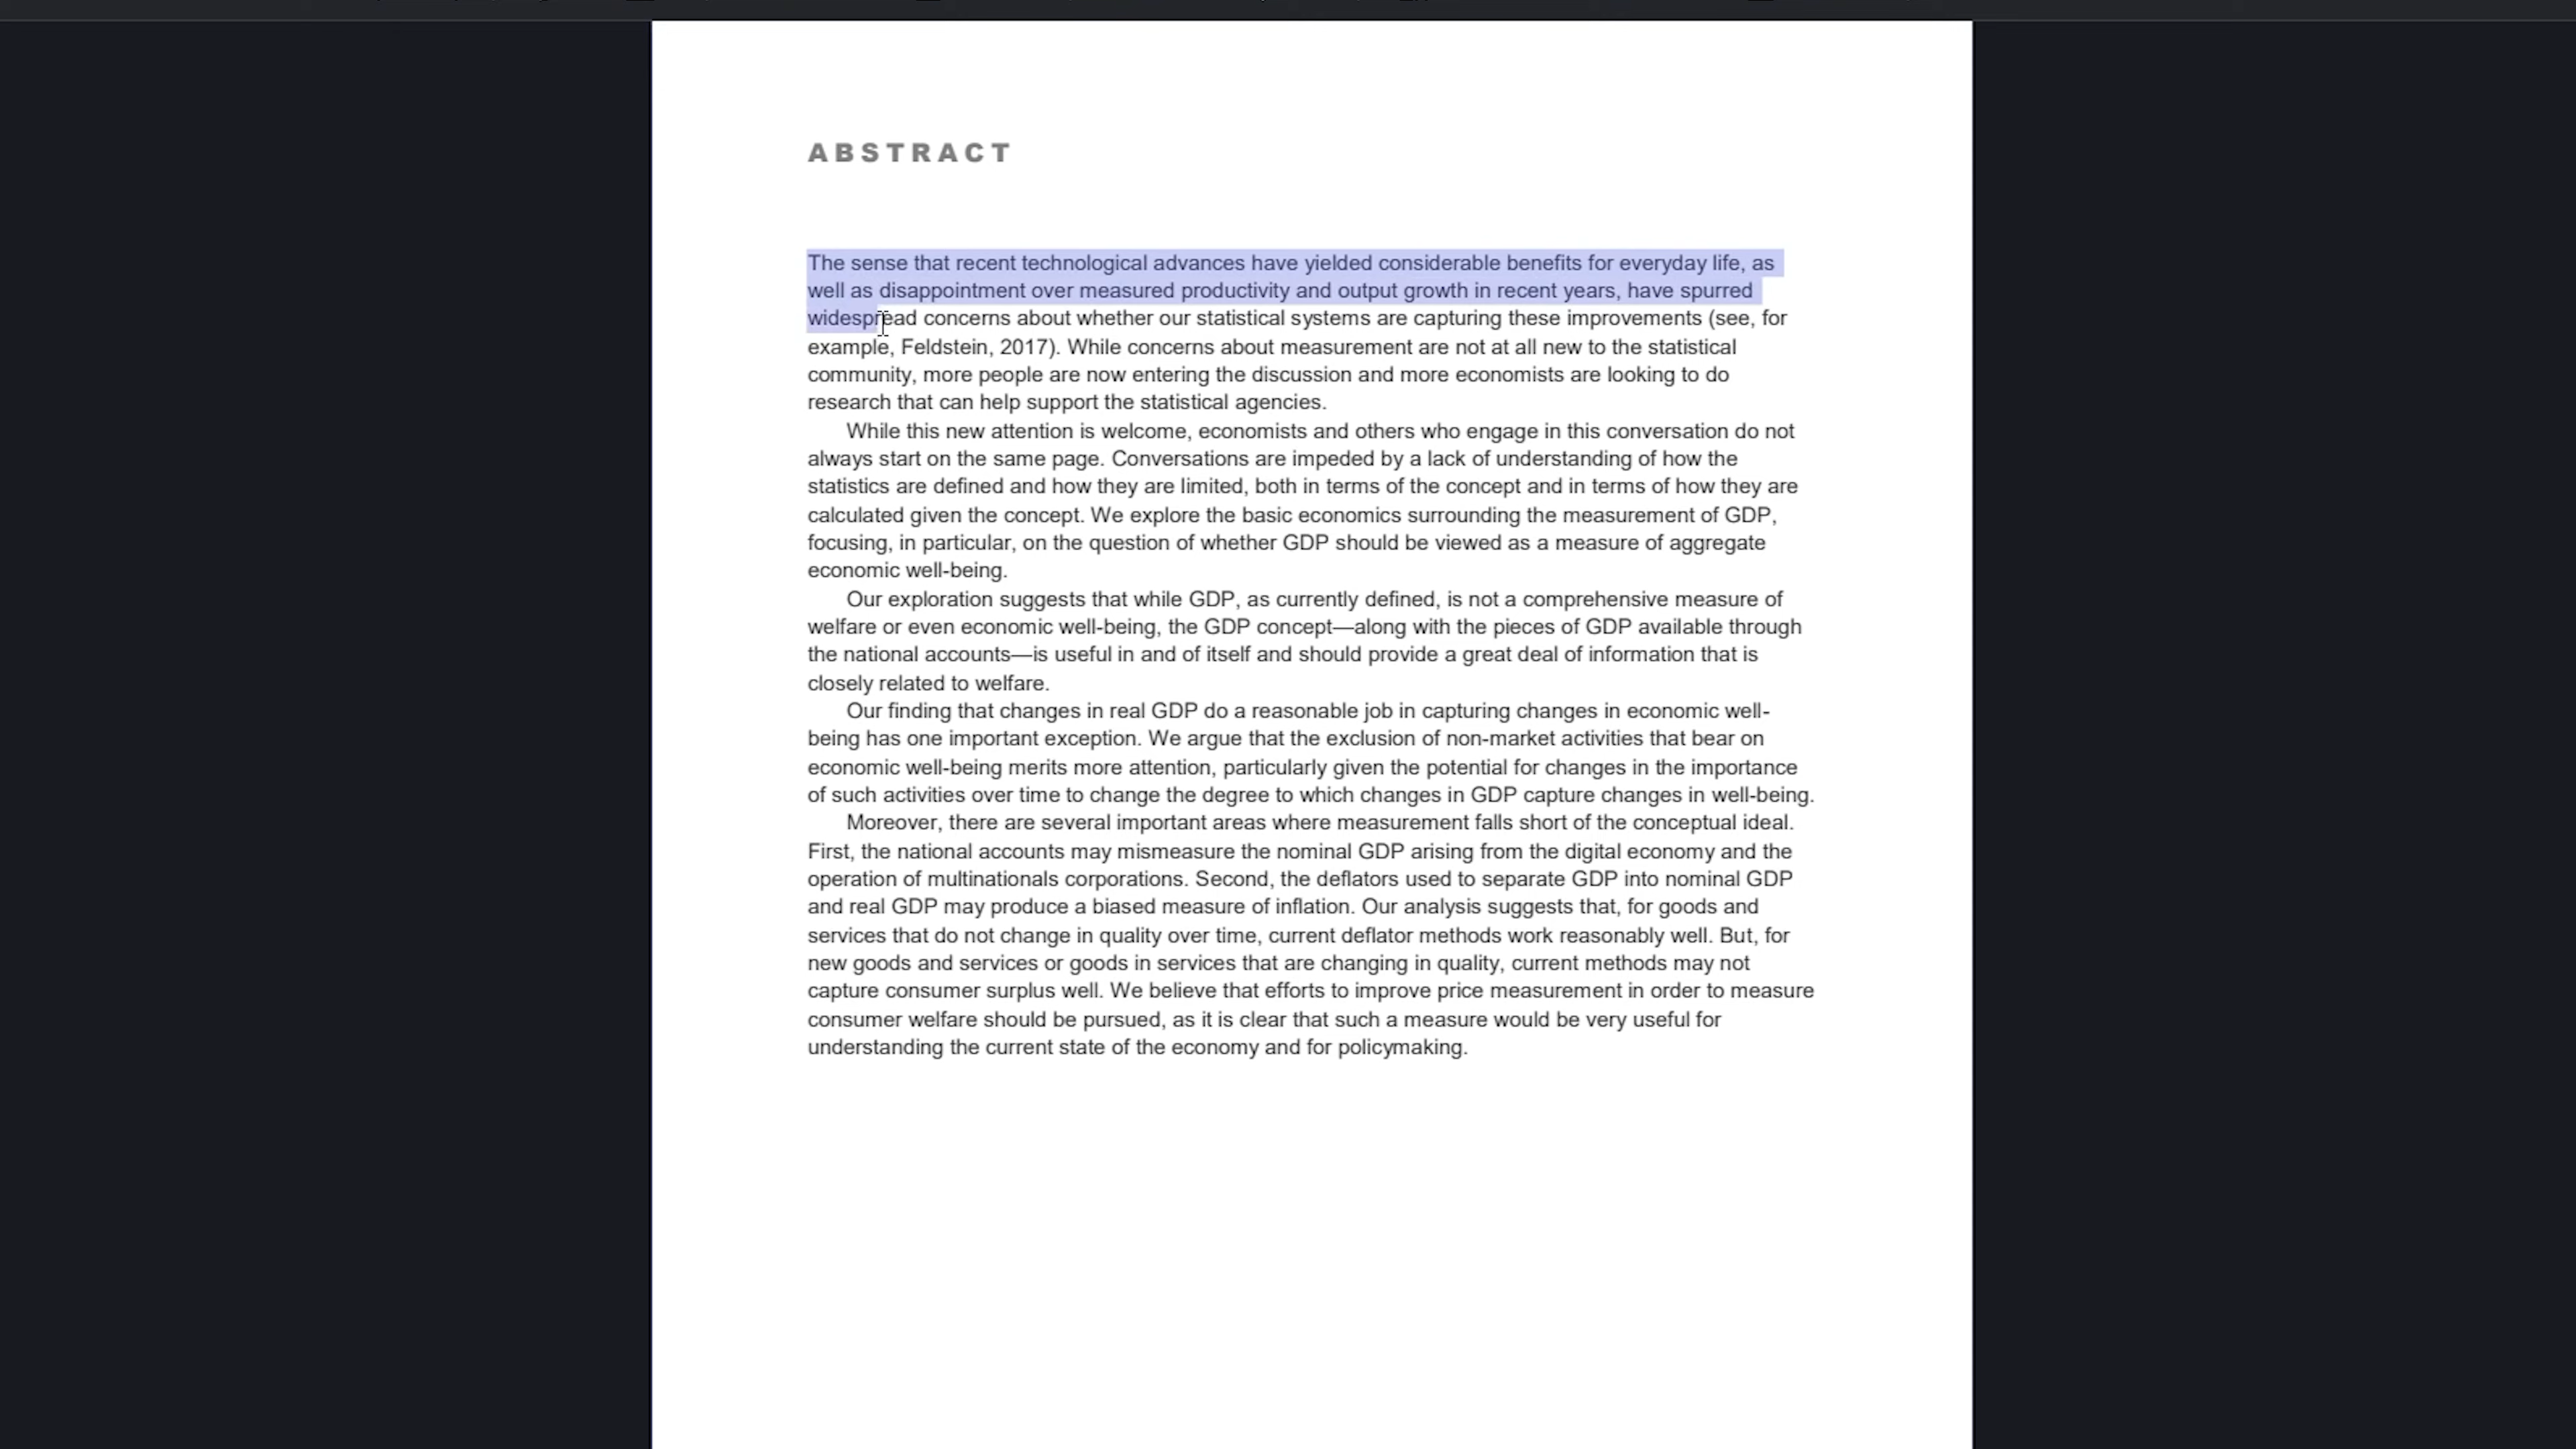 ABSTRACT
The sense that recent technological advances have yielded considerable benefits for everyday life, as
well as disappointment over measured productivity and output growth in recent years, have spurred
widespread concerns about whether our statistical systems are capturing these improvements (see, for
example, Feldstein, 2017). While concerns about measurement are not at all new to the statistical
community, more people are now entering the discussion and more economists are looking to do
research that can help support the statistical agencies.
While this new attention is welcome, economists and others who engage in this conversation do not
always start on the same page. Conversations are impeded by a lack of understanding of how the
statistics are defined and how they are limited, both in terms of the concept and in terms of how they are
calculated given the concept. We explore the basic economics surrounding the measurement of GDP,
focusing, in particular, on the question of whether GDP should be viewed as a measure of aggregate
economic well-being.
Our exploration suggests that while GDP, as currently defined, is not a comprehensive measure of
welfare or even economic well-being, the GDP concept—along with the pieces of GDP available through
the national accounts—is useful in and of itself and should provide a great deal of information that is
closely related to welfare.
Our finding that changes in real GDP do a reasonable job in capturing changes in economic well-
being has one important exception. We argue that the exclusion of non-market activities that bear on
economic well-being merits more attention, particularly given the potential for changes in the importance
of such activities over time to change the degree to which changes in GDP capture changes in well-being.
Moreover, there are several important areas where measurement falls short of the conceptual ideal.
First, the national accounts may mismeasure the nominal GDP arising from the digital economy and the
operation of multinationals corporations. Second, the deflators used to separate GDP into nominal GDP
and real GDP may produce a biased measure of inflation. Our analysis suggests that, for goods and
services that do not change in quality over time, current deflator methods work reasonably well. But, for
new goods and services or goods in services that are changing in quality, current methods may not
capture consumer surplus well. We believe that efforts to improve price measurement in order to measure
consumer welfare should be pursued, as it is clear that such a measure would be very useful for
understanding the current state of the economy and for policymaking.